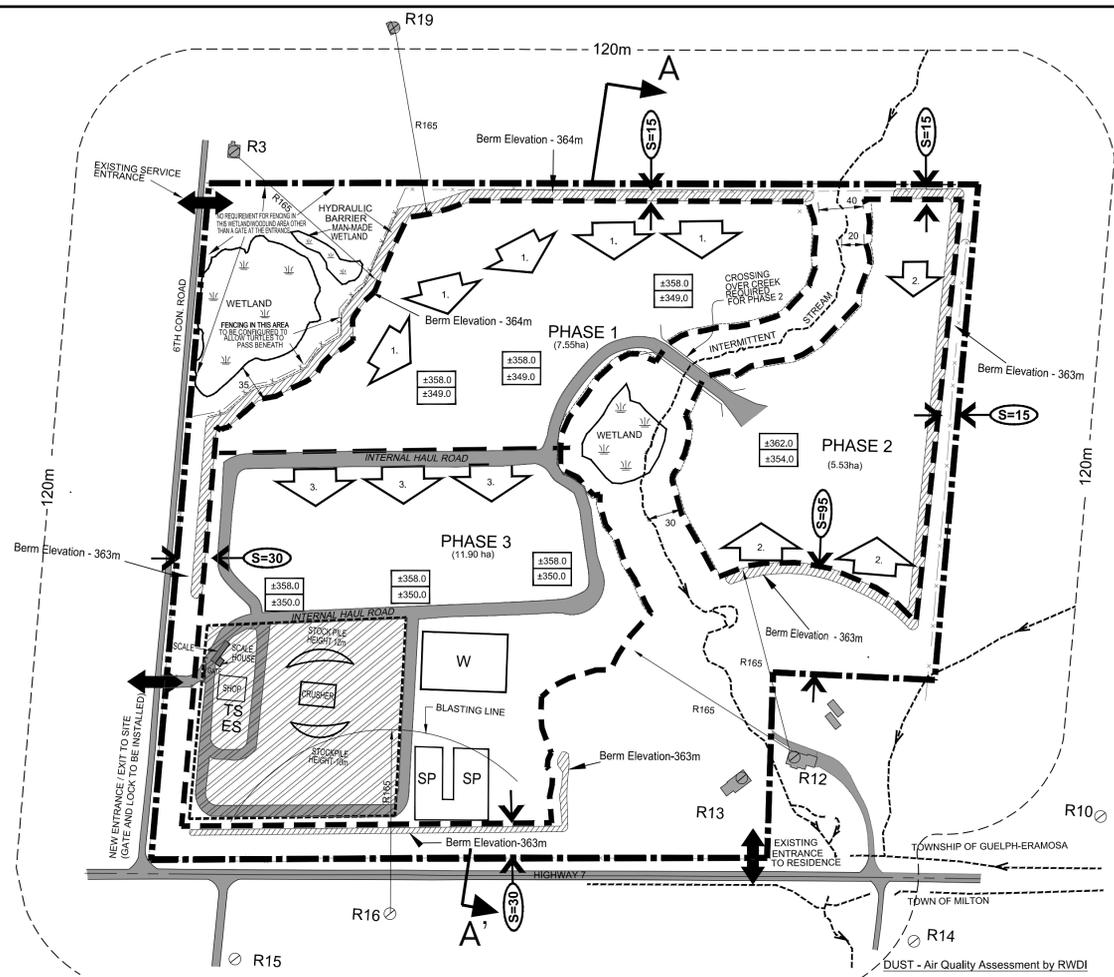 R19
120m
A
R165
Berm Elevation - 364m
S=15
S=15
R3
EXISTING SERVICE
ENTRANCE
R165
NO REQUIREMENT FOR FENCING IN
THIS WETLAND/WOODLAND AREA OTHER
THAN A GATE AT THE ENTRANCE
HYDRAULIC
BARRIER
MAN-MADE
WETLAND
40
20
1.
1.
1.
1.
1.
2.
6TH CON. ROAD
WETLAND
FENCING IN THIS AREA
TO BE CONFIGURED TO
ALLOW TURTLES TO
PASS BENEATH
35
Berm Elevation - 364m
±358.0
±349.0
CROSSING
OVER CREEK
REQUIRED
FOR PHASE 2
INTERMITTENT
STREAM
PHASE 1
(7.55ha)
±358.0
±349.0
±358.0
±349.0
Berm Elevation - 363m
S=15
WETLAND
±362.0
±354.0
PHASE 2
(5.53ha)
120m
120m
INTERNAL HAUL ROAD
3.
3.
3.
30
S=95
2.
2.
PHASE 3
(11.90 ha)
Berm Elevation - 363m
S=30
±358.0
±350.0
±358.0
±350.0
±358.0
±350.0
INTERNAL HAUL ROAD
Berm Elevation - 363m
SCALE
SCALE
HOUSE
STOCKPILE
HEIGHT 12m
SHOP
TS
ES
CRUSHER
STOCKPILE
HEIGHT 18m
W
BLASTING LINE
SP
SP
R165
R165
R165
NEW ENTRANCE / EXIT TO SITE
(GATE AND LOCK TO BE INSTALLED)
Berm Elevation-363m
R12
R13
R10
Berm Elevation-363m
EXISTING
ENTRANCE
TO RESIDENCE
TOWNSHIP OF GUELPH-ERAMOSA
HIGHWAY 7
TOWN OF MILTON
S=30
A'
R16
R15
R14
DUST - Air Quality Assessment by RWDI